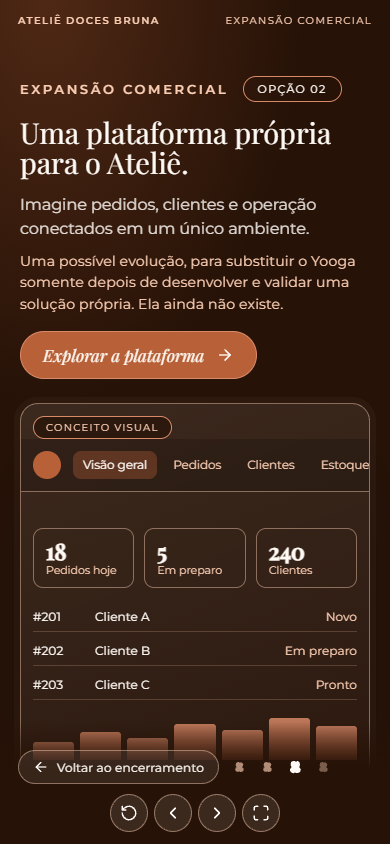 ATELIÊ DOCES BRUNA
EXPANSÃO COMERCIAL
EXPANSÃO COMERCIAL
OPÇÃO 02
Uma plataforma própria
para o Ateliê.
Imagine pedidos, clientes e operação
conectados em um único ambiente.
Uma possível evolução, para substituir o Yooga
somente depois de desenvolver e validar uma
solução própria. Ela ainda não existe.
Explorar a plataforma
CONCEITO VISUAL
Visão geral
Pedidos
Clientes
Estoque
18
Pedidos hoje
5
Em preparo
240
Clientes
#201 Cliente A Novo
#202 Cliente B Em preparo
#203 Cliente C Pronto
Voltar ao encerramento